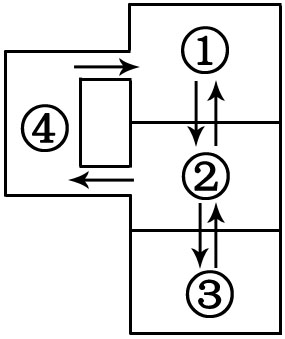 ①
④
②
③